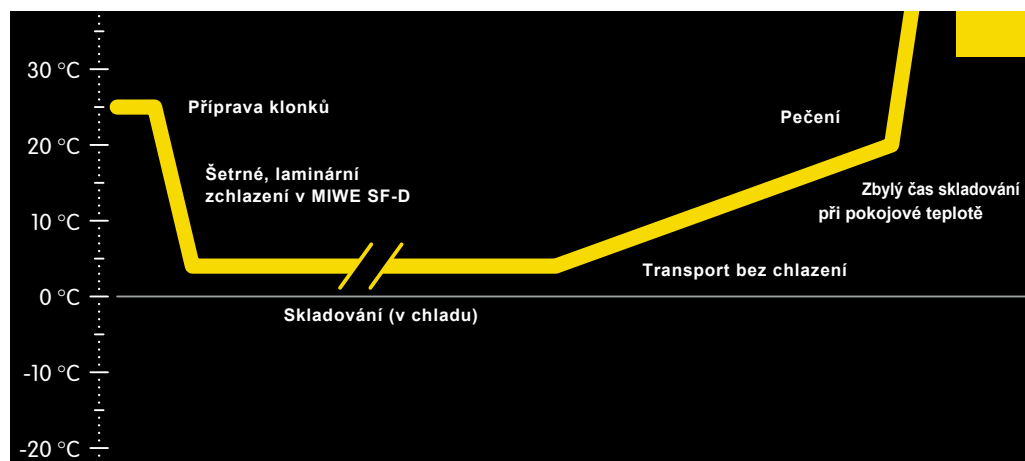 30 °C
Příprava klonků
Pečení
20 °C
Šetrné, laminární
zchlazení v MIWE SF-D
Zbylý čas skladování
při pokojové teplotě
10 °C
Transport bez chlazení
0 °C
Skladování (v chladu)
-10 °C
-20 °C